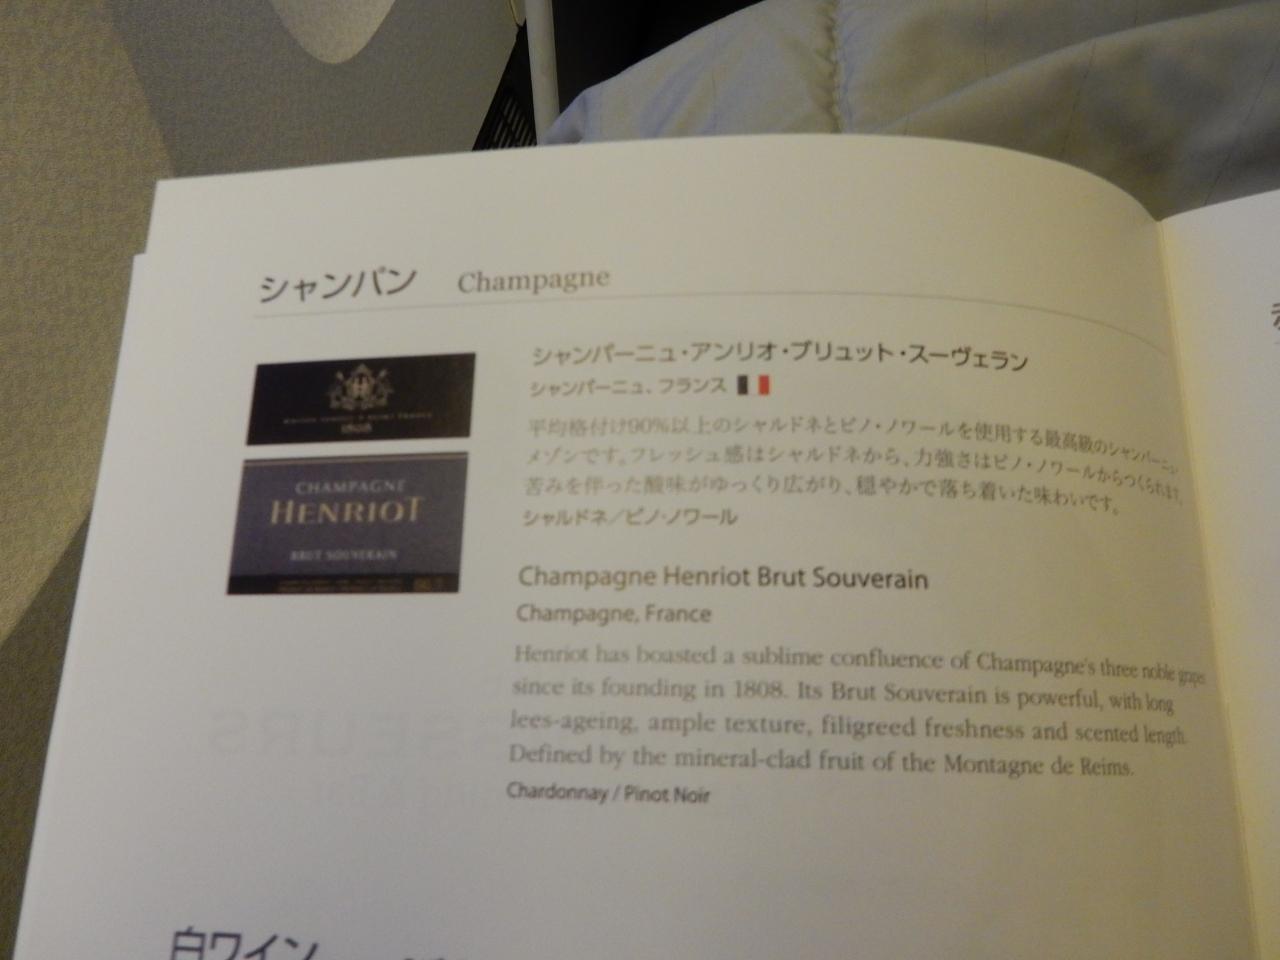 シャンパン Champagne
1808
CHAMPAGNE
HENRIOT
BRUT SOUVERAIN
シャンパーニュ・アンリオ・ブリュット・スーヴェラン
シャンパーニュ、フランス
平均格付け90%以上のシャルドネとピノ・ノワールを使用する最高級のシャンパーニュ
メゾンです。フレッシュ感はシャルドネから、力強さはピノ・ノワールからつくられます。
苦みを伴った酸味がゆっくり広がり、穏やかで落ち着いた味わいです。
シャルドネ／ピノ・ノワール
Champagne Henriot Brut Souverain
Champagne, France
Henriot has boasted a sublime confluence of Champagne's three noble grapes
since its founding in 1808. Its Brut Souverain is powerful, with long
lees-ageing, ample texture, filigreed freshness and scented length.
Defined by the mineral-clad fruit of the Montagne de Reims.
Chardonnay / Pinot Noir
白ワイン